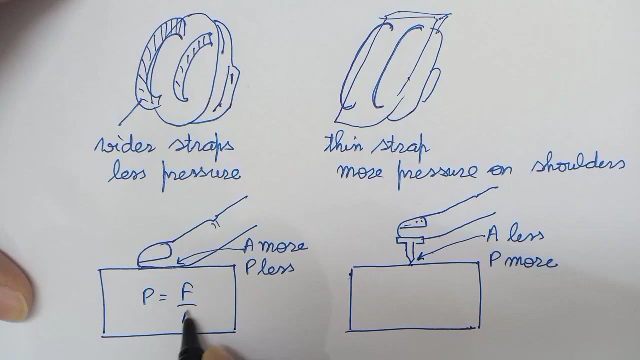 wider straps
less pressure
thin strap
more pressure on shoulders
A more
P less
A less
P more
P = F